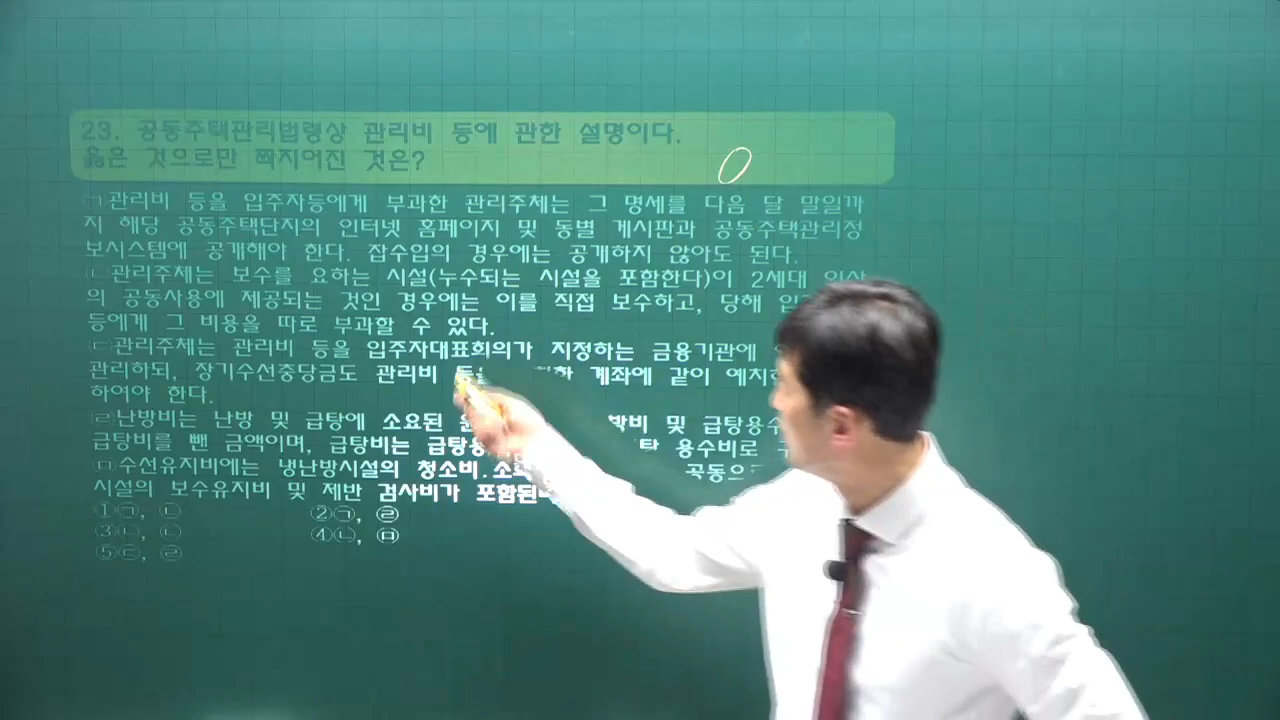 23. 공동주택관리법령상 관리비 등에 관한 설명이다.
옳은 것으로만 짝지어진 것은?
㉠관리비 등을 입주자등에게 부과한 관리주체는 그 명세를 다음 달 말일까
지 해당 공동주택단지의 인터넷 홈페이지 및 동별 게시판과 공동주택관리정
보시스템에 공개해야 한다. 잡수입의 경우에는 공개하지 않아도 된다.
㉡관리주체는 보수를 요하는 시설(누수되는 시설을 포함한다)이 2세대 이상
의 공동사용에 제공되는 것인 경우에는 이를 직접 보수하고, 당해
등에게 그 비용을 따로 부과할 수 있다.
㉢관리주체는 관리비 등을 입주자대표회의가 지정하는 금융기관에
관리하되, 장기수선충당금도 관리비 계좌에 같이
하여야 한다.
㉣난방비는 난방 및 급탕에 소요된 및 급탕용수
급탕비를 뺀 금액이며, 급탕비는 용수비로
㉤수선유지비에는 냉난방시설의 청소비.
시설의 보수유지비 및 제반 검사비가
①㉠, ㉡ ②㉠, ㉣
③㉡, ㉢ ④㉡, ㉤
⑤㉢, ㉣